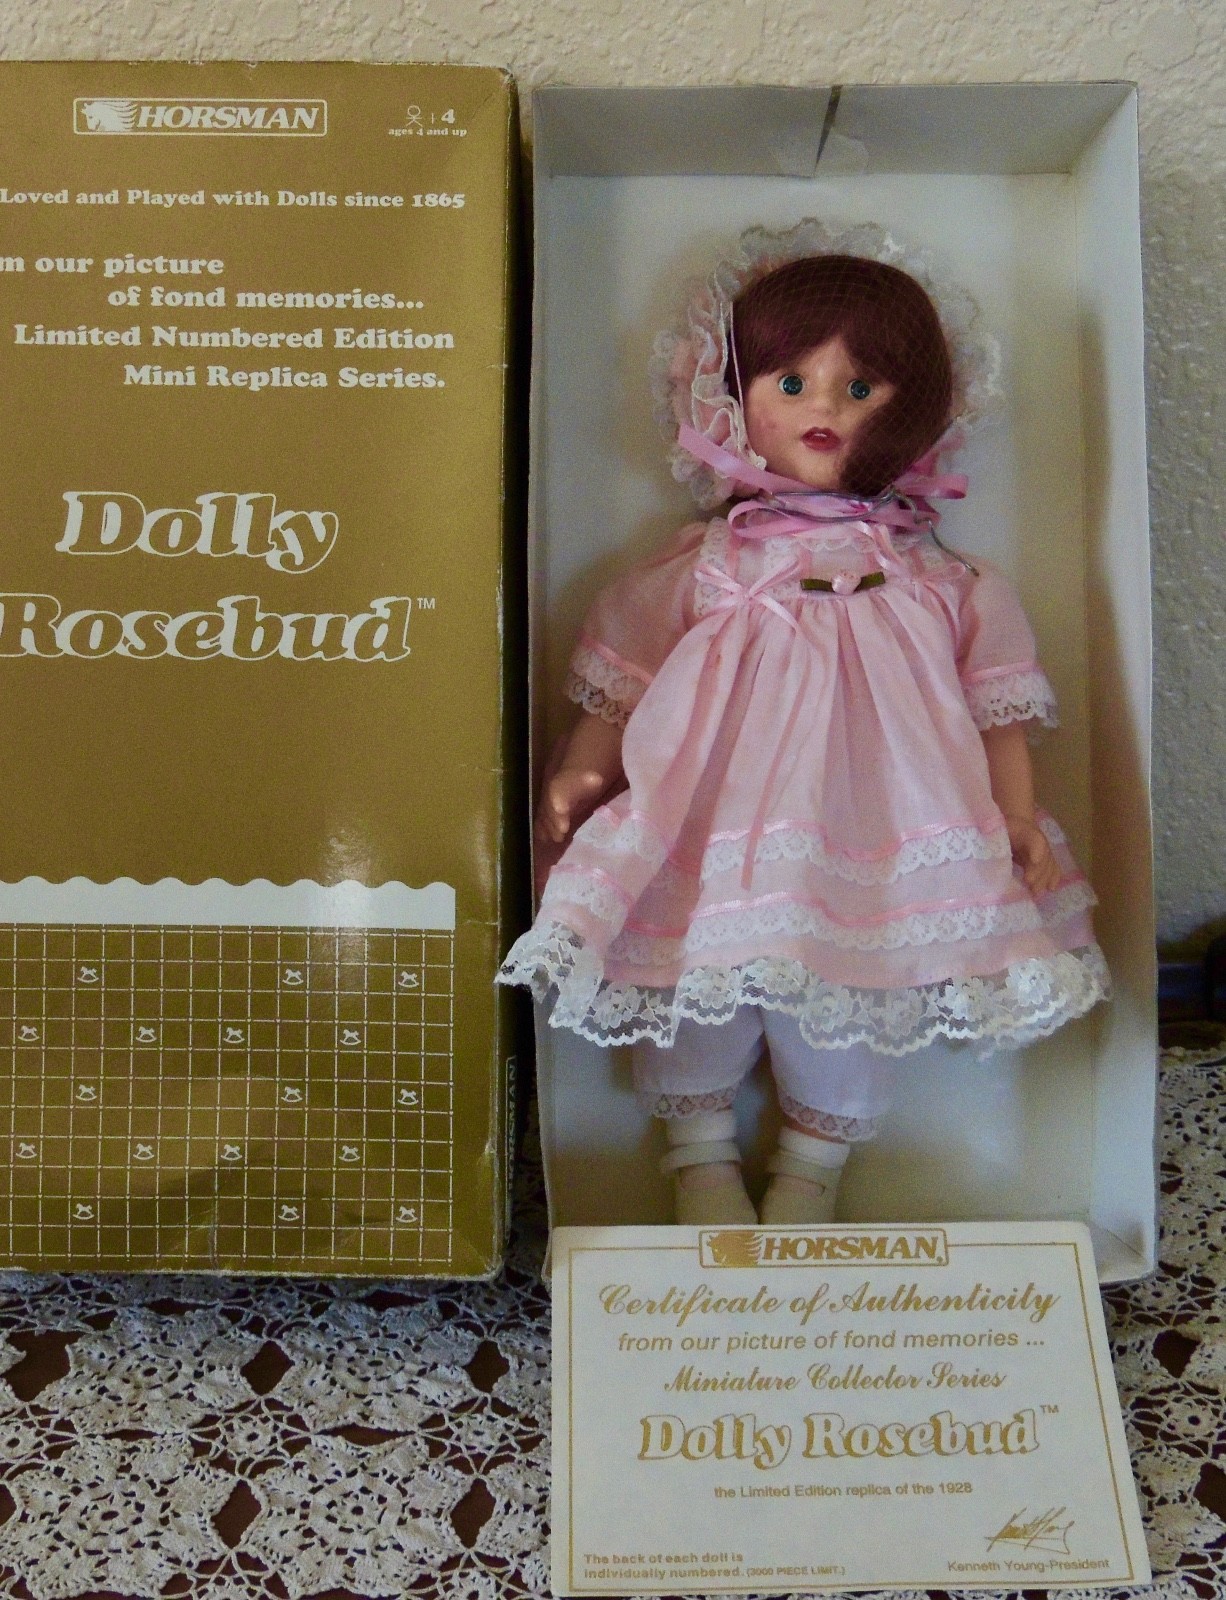 HORSMAN
+4
ages 4 and up
Loved and Played with Dolls since 1865
m our picture
of fond memories...
Limited Numbered Edition
Mini Replica Series.
Dolly
Rosebud™
HORSMAN
HORSMAN
Certificate of Authenticity
from our picture of fond memories ...
Miniature Collector Series
Dolly Rosebud™
the Limited Edition replica of the 1928
The back of each doll is
individually numbered. (3000 PIECE LIMIT.)
Kenneth Young-President